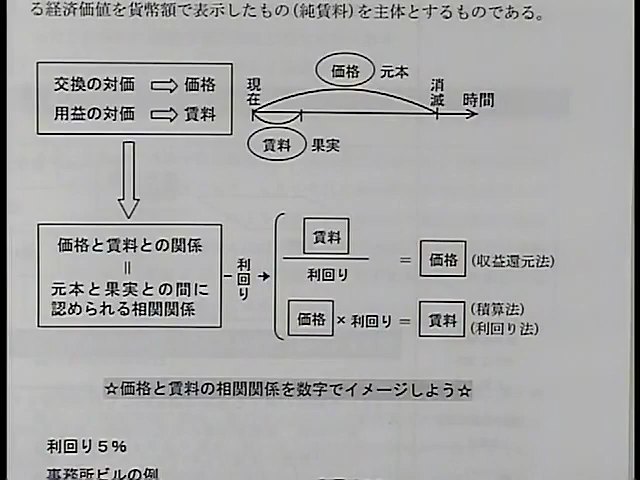 る経済価値を貨幣額で表示したもの(純賃料)を主体とするものである。
交換の対価 ⇨ 価格
用益の対価 ⇨ 賃料
現在
価格 元本
消滅
時間
賃料 果実
価格と賃料との関係
＝
元本と果実との間に
認められる相関関係
利回り
賃料
利回り
＝ 価格 (収益還元法)
価格 × 利回り ＝ 賃料 (積算法)
(利回り法)
☆価格と賃料の相関関係を数字でイメージしよう☆
利回り５％
事務所ビルの例